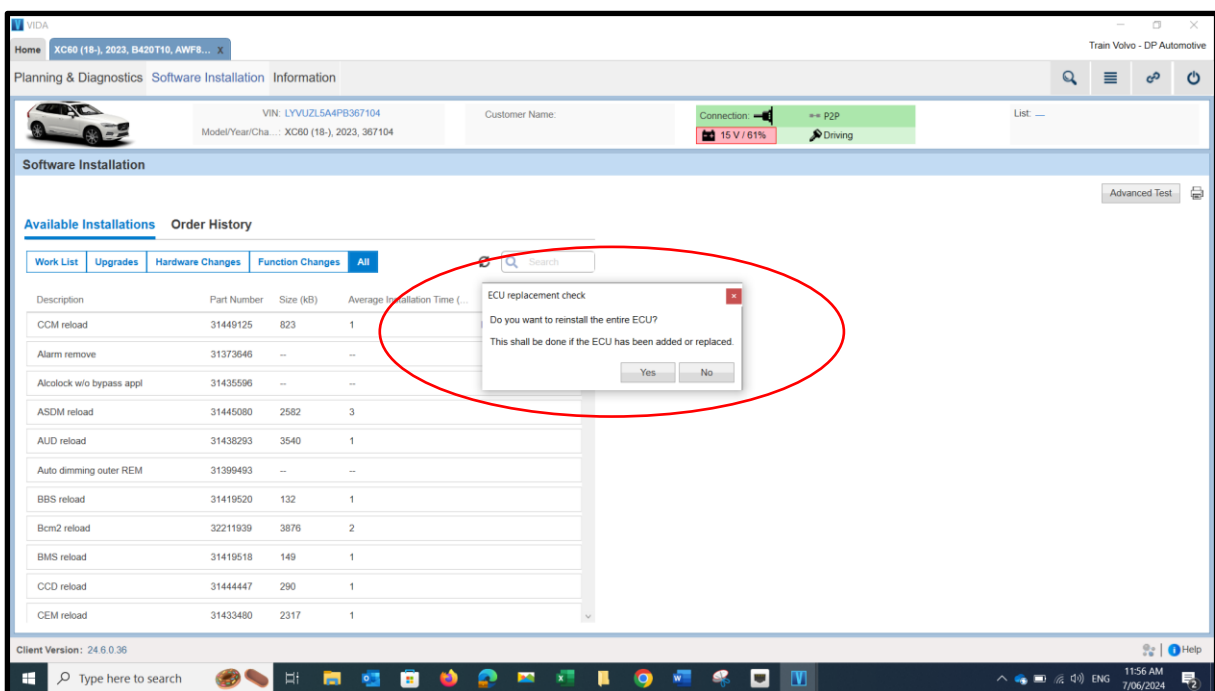 VIDA
Home XC60 (18-), 2023, B420T10, AWF8... X
Train Volvo - DP Automotive
Planning & Diagnostics Software Installation Information
VIN: LYVUZL5A4PB367104 Customer Name: Connection: P2P List: —
Model/Year/Cha...: XC60 (18-), 2023, 367104 15 V / 61% Driving
Software Installation
Advanced Test
Available Installations Order History
Work List Upgrades Hardware Changes Function Changes All Search
Description Part Number Size (kB) Average Installation Time (...
CCM reload 31449125 823 1
Alarm remove 31373646 -- --
Alcolock w/o bypass appl 31435596 -- --
ASDM reload 31445080 2582 3
AUD reload 31438293 3540 1
Auto dimming outer REM 31399493 -- --
BBS reload 31419520 132 1
Bcm2 reload 32211939 3876 2
BMS reload 31419518 149 1
CCD reload 31444447 290 1
CEM reload 31433480 2317 1
ECU replacement check
Do you want to reinstall the entire ECU?
This shall be done if the ECU has been added or replaced.
Yes No
Client Version: 24.6.0.36 Help
Type here to search
ENG 11:56 AM
7/06/2024